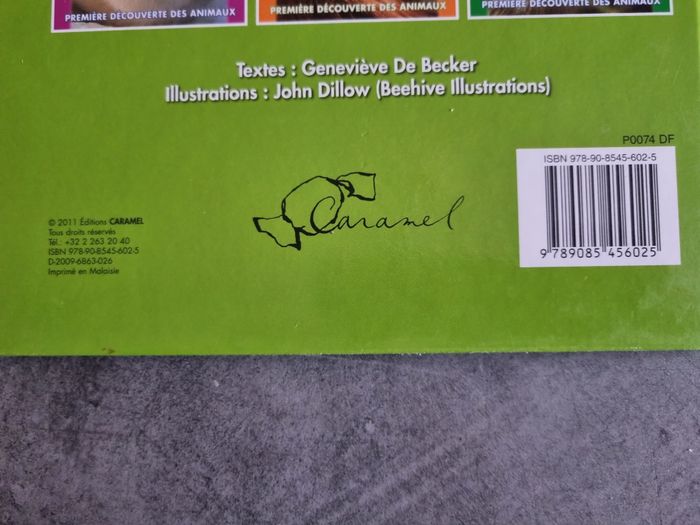 PREMIÈRE DÉCOUVERTE DES ANIMAUX
PREMIÈRE DÉCOUVERTE DES ANIMAUX
PREMIÈRE DÉCOUVERTE DES ANIMAUX
Textes : Geneviève De Becker
Illustrations : John Dillow (Beehive Illustrations)
P0074 DF
ISBN 978-90-8545-602-5
9 789085 456025
Caramel
© 2011 Éditions CARAMEL
Tous droits réservés
Tél.: +32 2 263 20 40
ISBN 978-90-8545-602-5
D-2009-6863-026
Imprimé en Malaisie